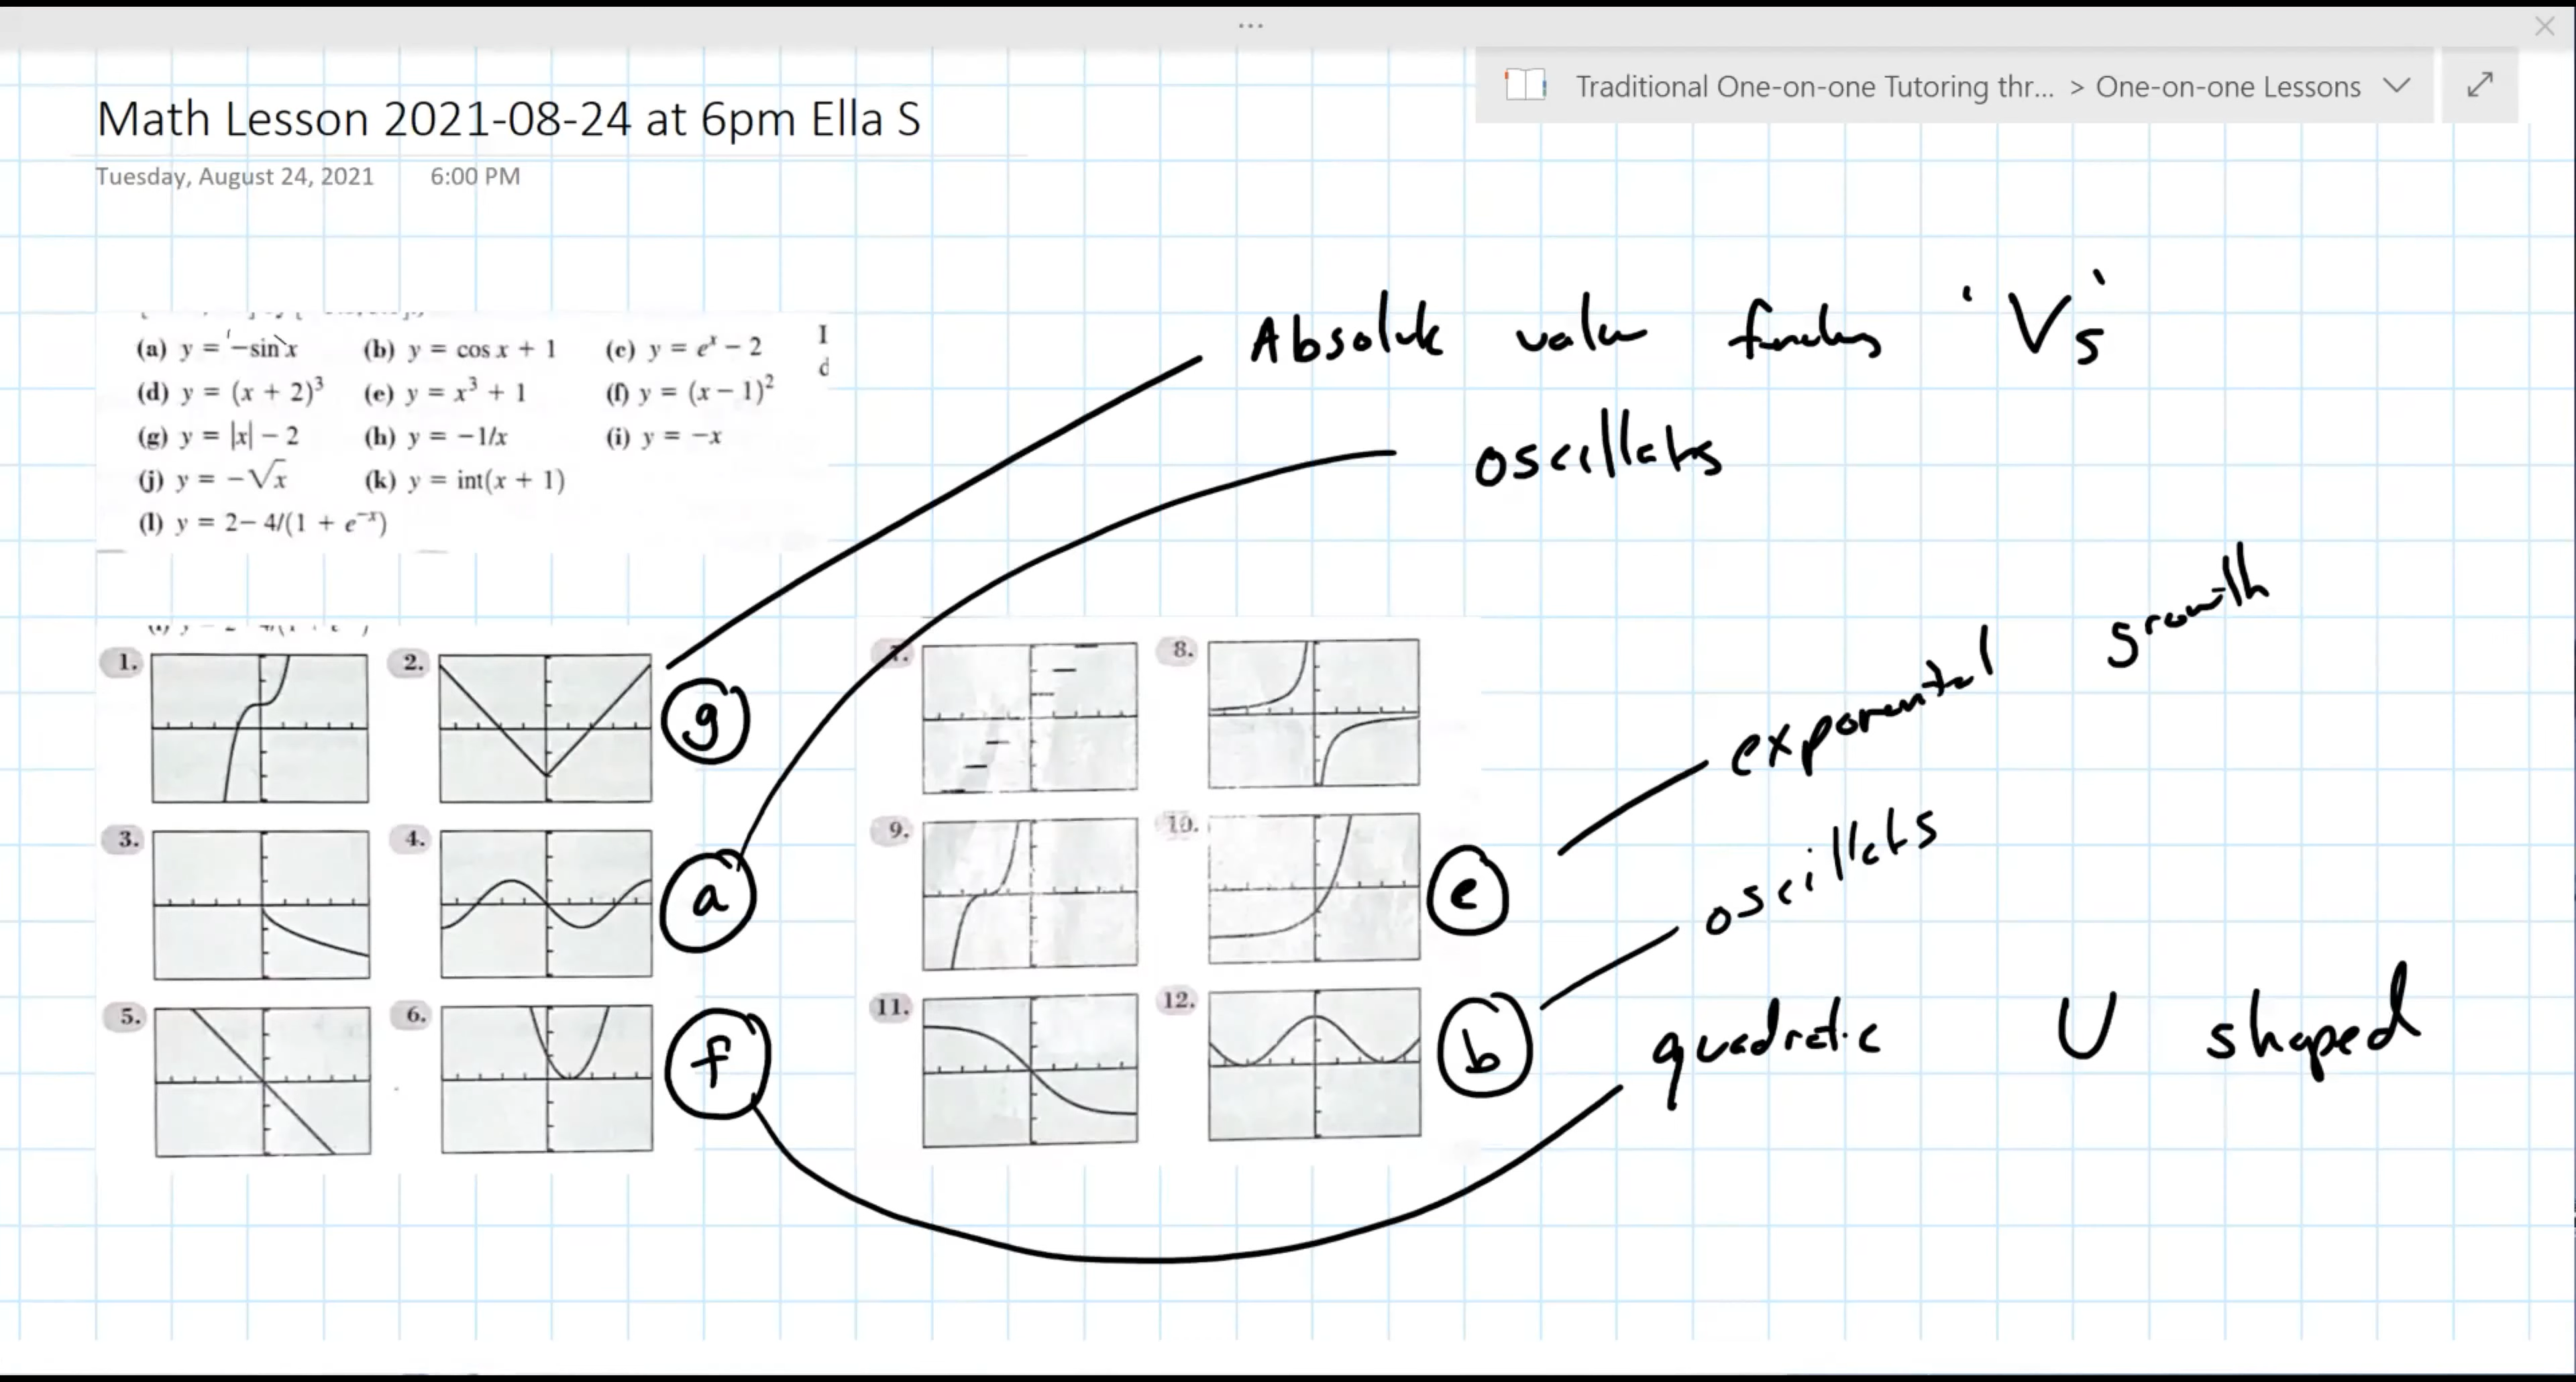 Traditional One-on-one Tutoring thr... > One-on-one Lessons
Math Lesson 2021-08-24 at 6pm Ella S
Tuesday, August 24, 2021 6:00 PM
(a) y = -sin x (b) y = cos x + 1 (c) y = e^x − 2
(d) y = (x + 2)^3 (e) y = x^3 + 1 (f) y = (x − 1)^2
(g) y = |x| − 2 (h) y = −1/x (i) y = −x
(j) y = −√x (k) y = int(x + 1)
(l) y = 2− 4/(1 + e^−x)
Absolute value 'Vs'
oscillates
exponential growth
oscillates
quadratic U shaped
1. 2. g
3. 4. a
5. 6. f
7. 8.
9. 10. e
11. 12. b